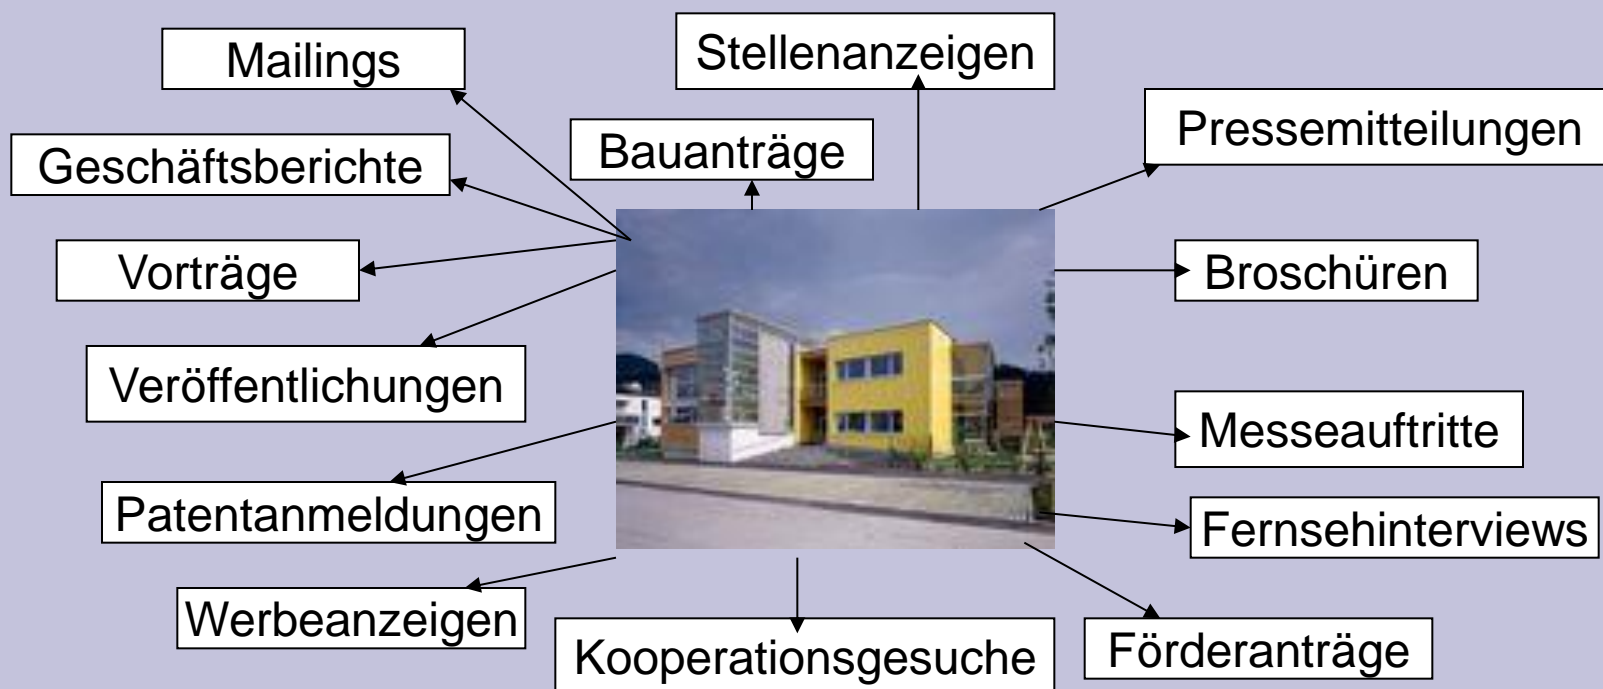 Mailings
Stellenanzeigen
Pressemitteilungen
Geschäftsberichte
Bauanträge
Vorträge
Broschüren
Veröffentlichungen
Messeauftritte
Patentanmeldungen
Fernsehinterviews
Werbeanzeigen
Kooperationsgesuche
Förderanträge